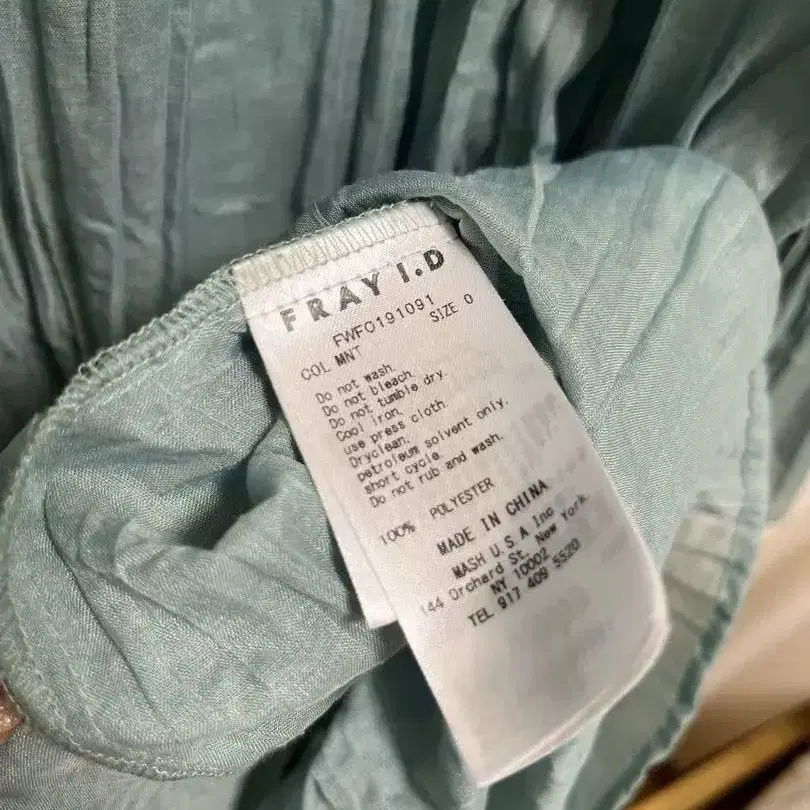 FRAY I.D
FWFO191091
COL MNT SIZE 0
Do not wash.
Do not bleach.
Do not tumble dry.
Cool iron.
use press cloth.
Dryclean.
petroleum solvent only.
short cycle.
Do not rub and wash.
100% POLYESTER
MADE IN CHINA
MASH U S A Inc
144 Orchard St. New York
NY 10002
TEL 917 409 5520